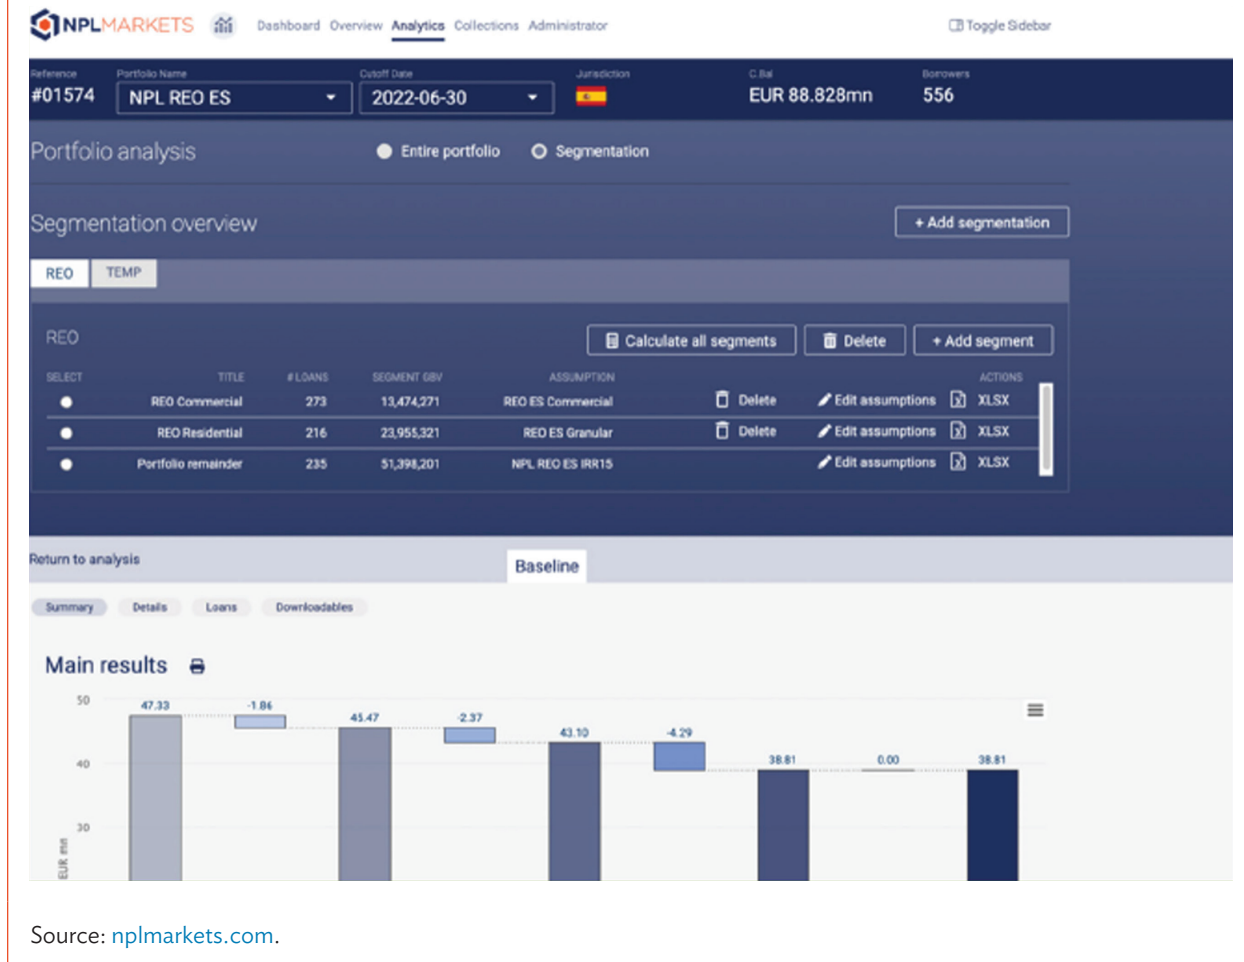 NPLMARKETS Dashboard Overview Analytics Collections Administrator Toggle Sidebar
Reference Portfolio Name Cutoff Date Jurisdiction C.Bal Borrowers
#01574 NPL REO ES 2022-06-30 EUR 88.828mn 556
Portfolio analysis Entire portfolio Segmentation
Segmentation overview + Add segmentation
REO TEMP
REO Calculate all segments Delete + Add segment
SELECT TITLE # LOANS SEGMENT GBV ASSUMPTION ACTIONS
REO Commercial 273 13,474,271 REO ES Commercial Delete Edit assumptions XLSX
REO Residential 216 23,955,321 REO ES Granular Delete Edit assumptions XLSX
Portfolio remainder 235 51,398,201 NPL REO ES IRR15 Edit assumptions XLSX
Return to analysis Baseline
Summary Details Loans Downloadables
Main results
50 47.33 -1.86 45.47 -2.37 43.10 -4.29 38.81 0.00 38.81
40
30
EUR mn
Source: nplmarkets.com.